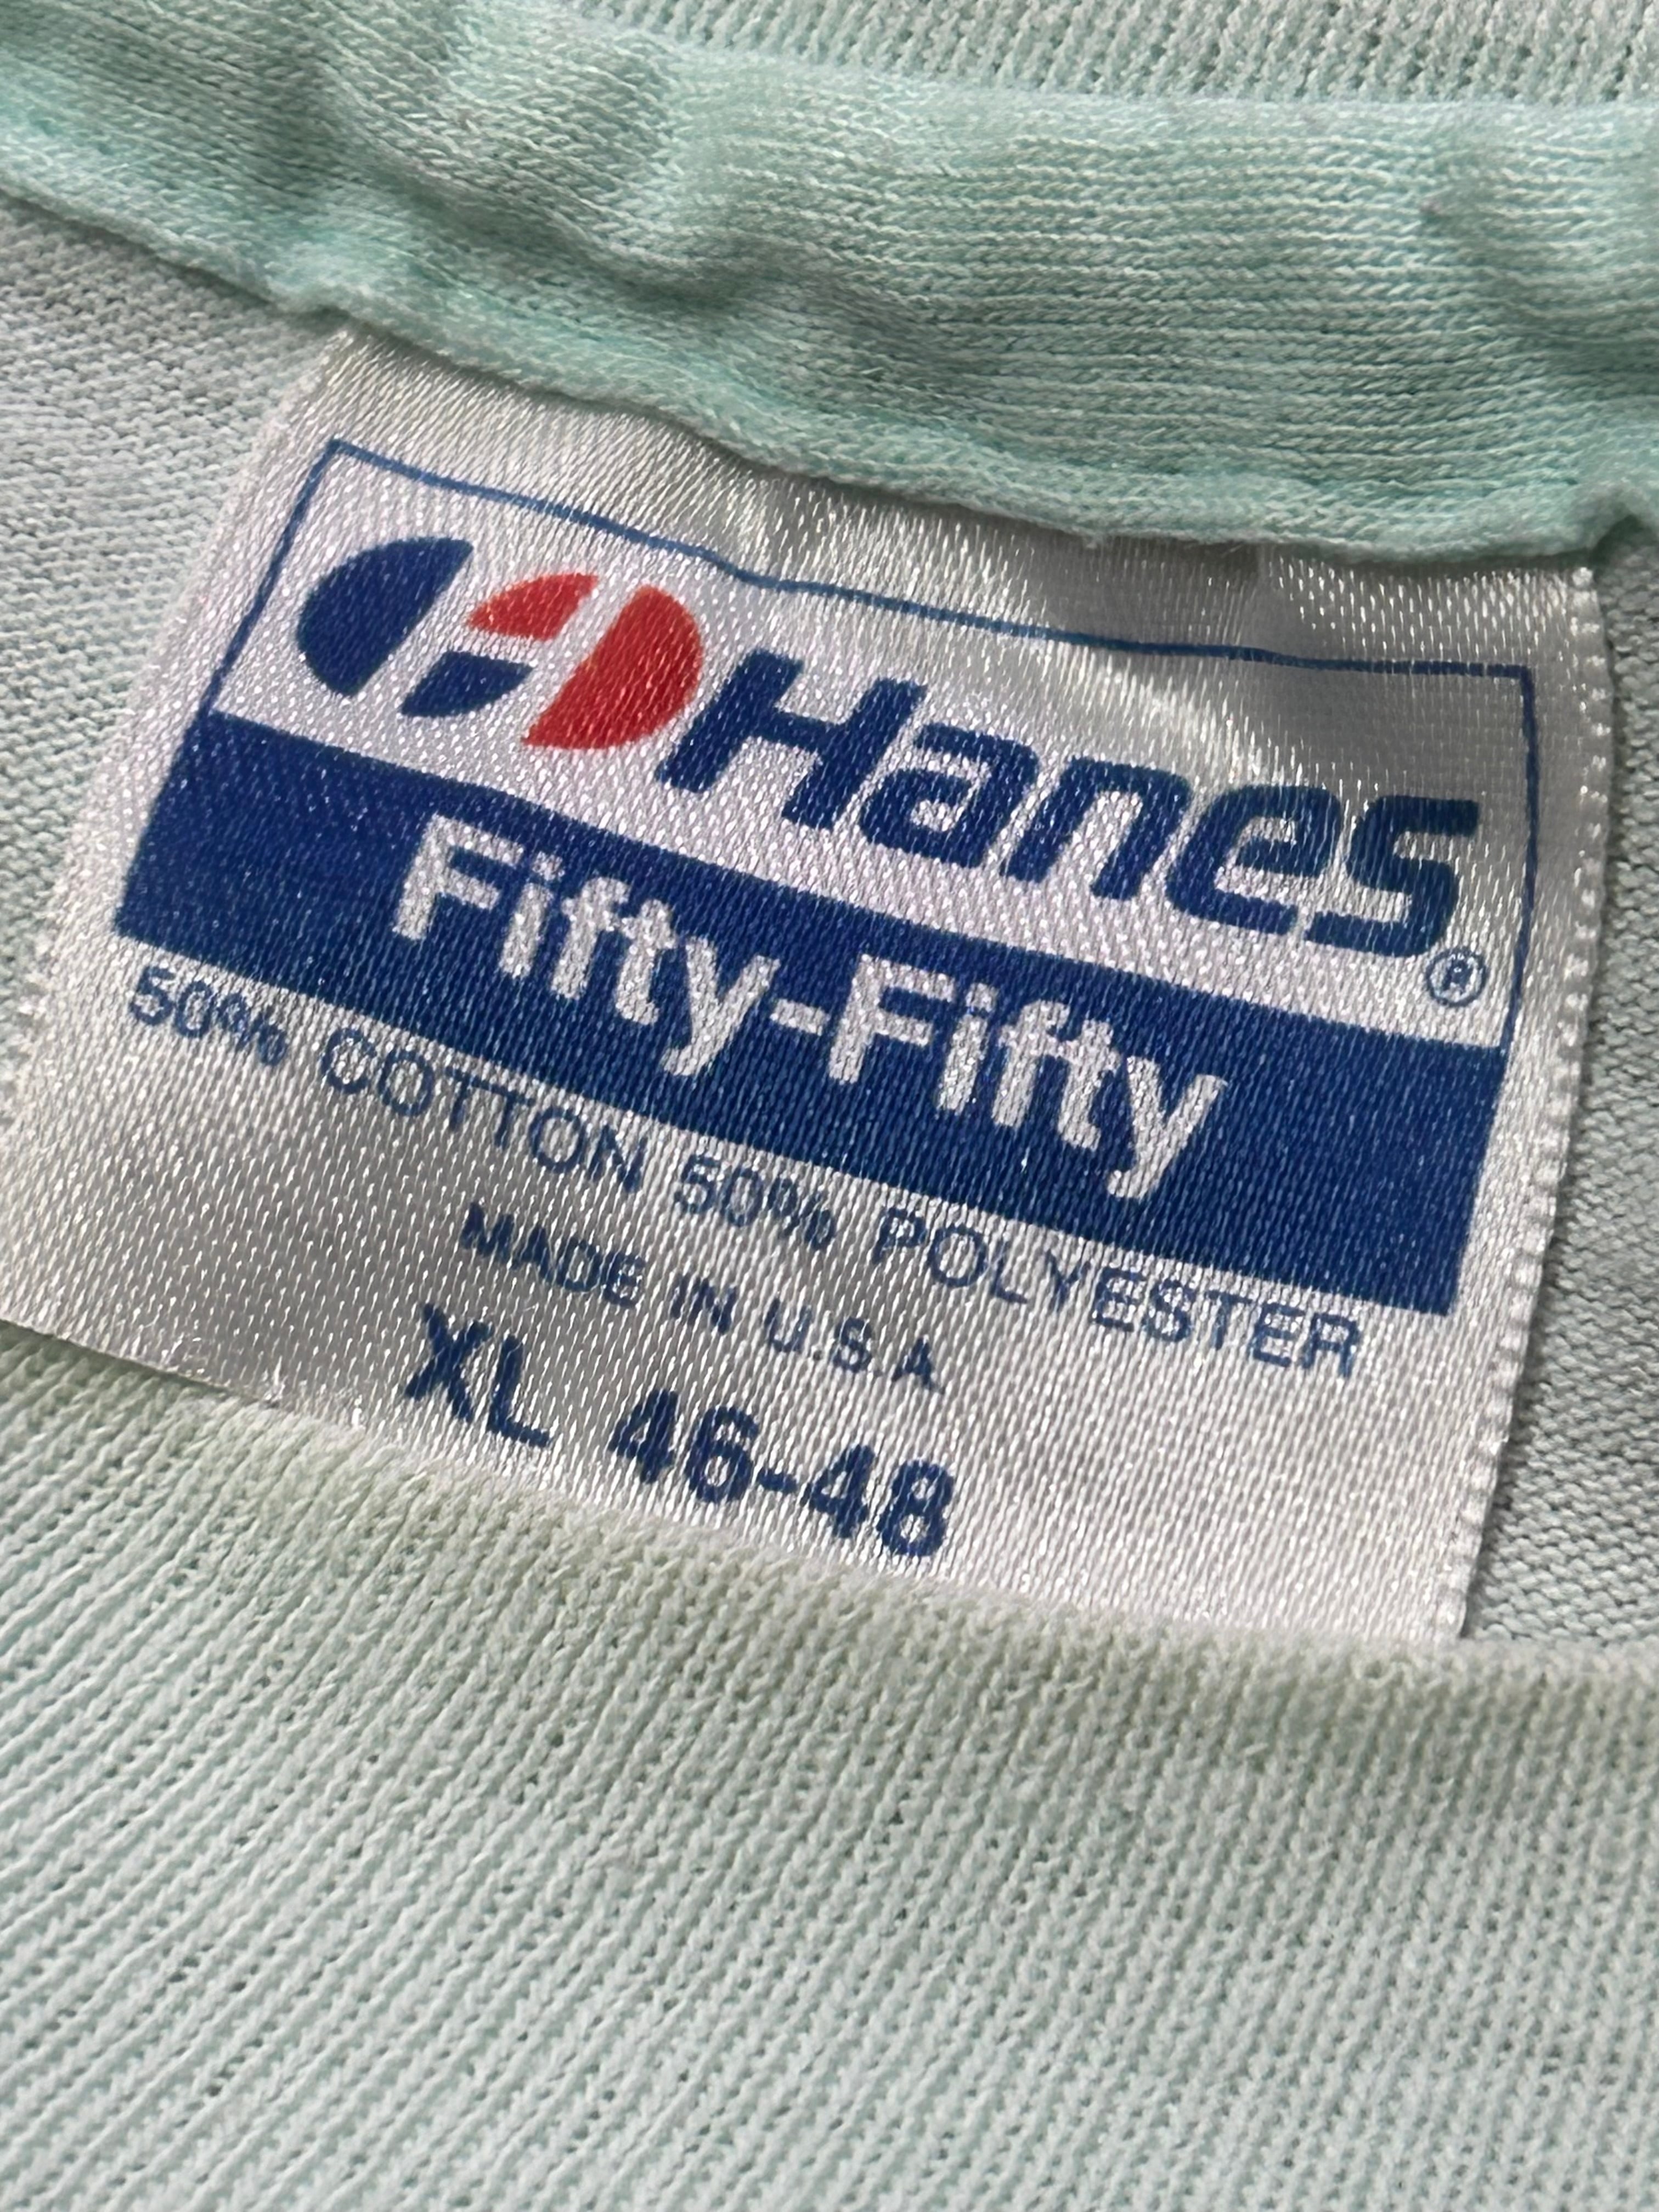 Hanes®
Fifty-Fifty
50% COTTON 50% POLYESTER
MADE IN U.S.A.
XL 46-48